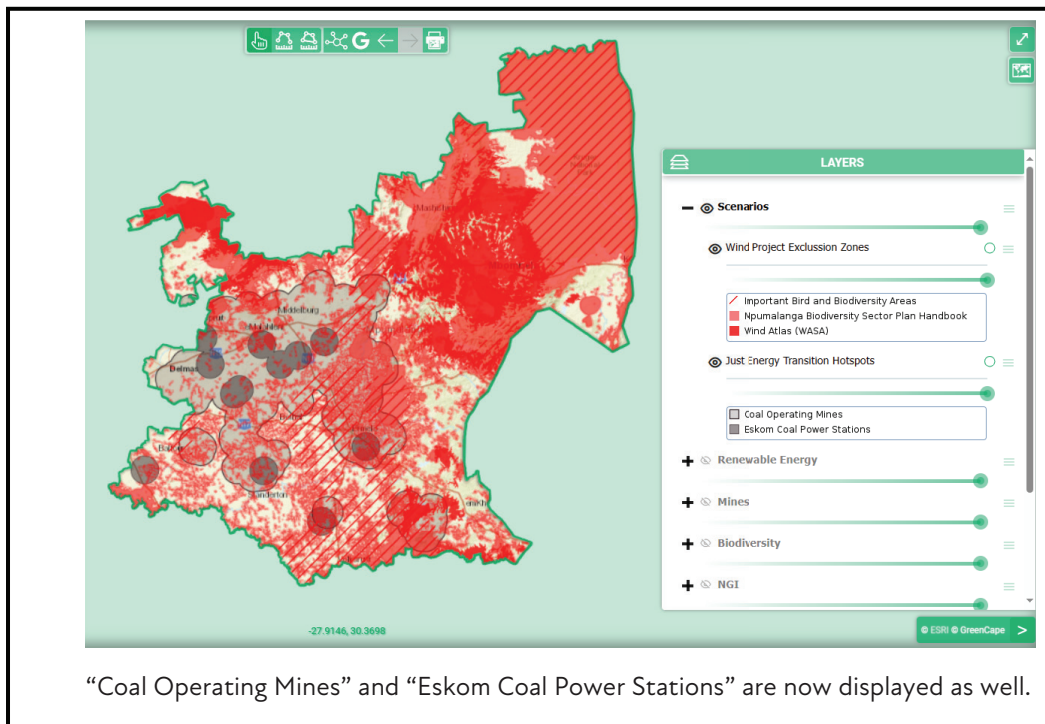 G
LAYERS
Scenarios
Wind Project Exclussion Zones
Important Bird and Biodiversity Areas
Npumalanga Biodiversity Sector Plan Handbook
Wind Atlas (WASA)
Just Energy Transition Hotspots
Coal Operating Mines
Eskom Coal Power Stations
Renewable Energy
Mines
Biodiversity
NGI
Middelburg
Standerton
-27.9146, 30.3698
© ESRI © GreenCape >
“Coal Operating Mines” and “Eskom Coal Power Stations” are now displayed as well.